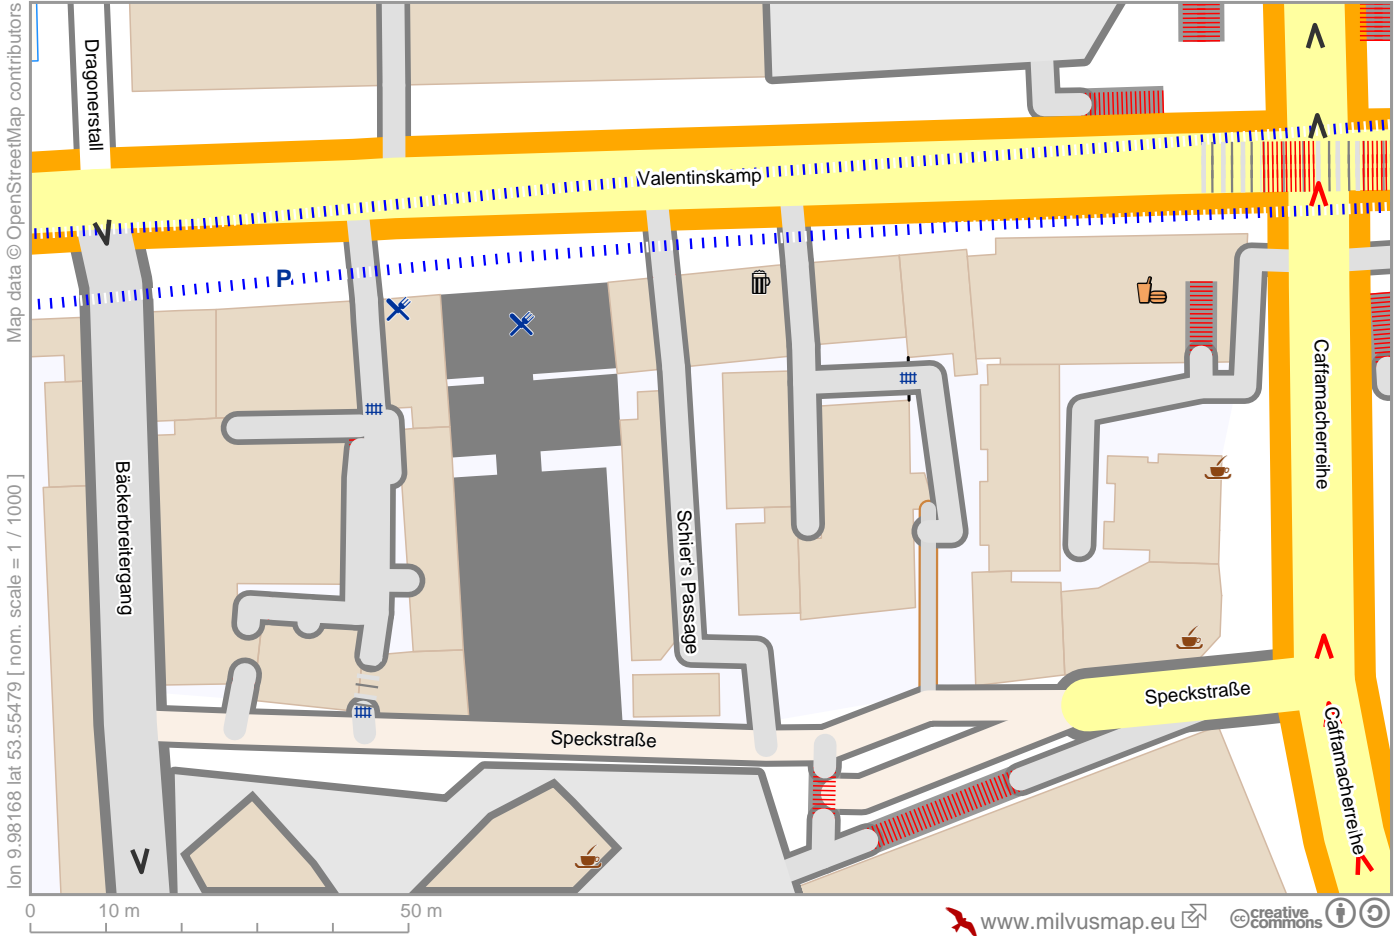 Map data © OpenStreetMap contributors
lon 9.98168 lat 53.55479 [ nom. scale = 1 / 1000 ]
Dragonerstall
Valentinskamp
P
Caffamacherreihe
Bäckerbreitergang
Schier's Passage
Speckstraße
Speckstraße
Caffamacherreihe
0 10 m 50 m
www.milvusmap.eu
cc creative commons